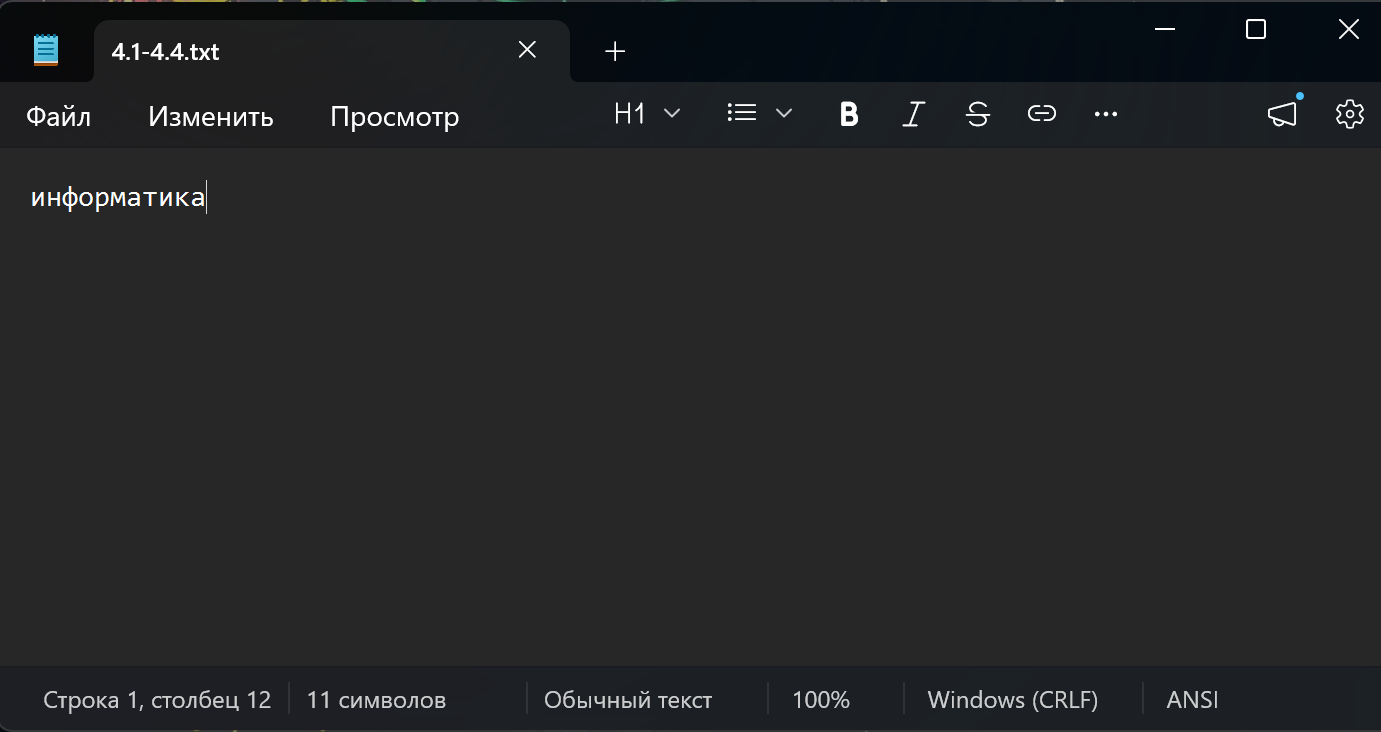 4.1-4.4.txt
Файл Изменить Просмотр H1 B I S
информатика
Строка 1, столбец 12 11 символов Обычный текст 100% Windows (CRLF) ANSI